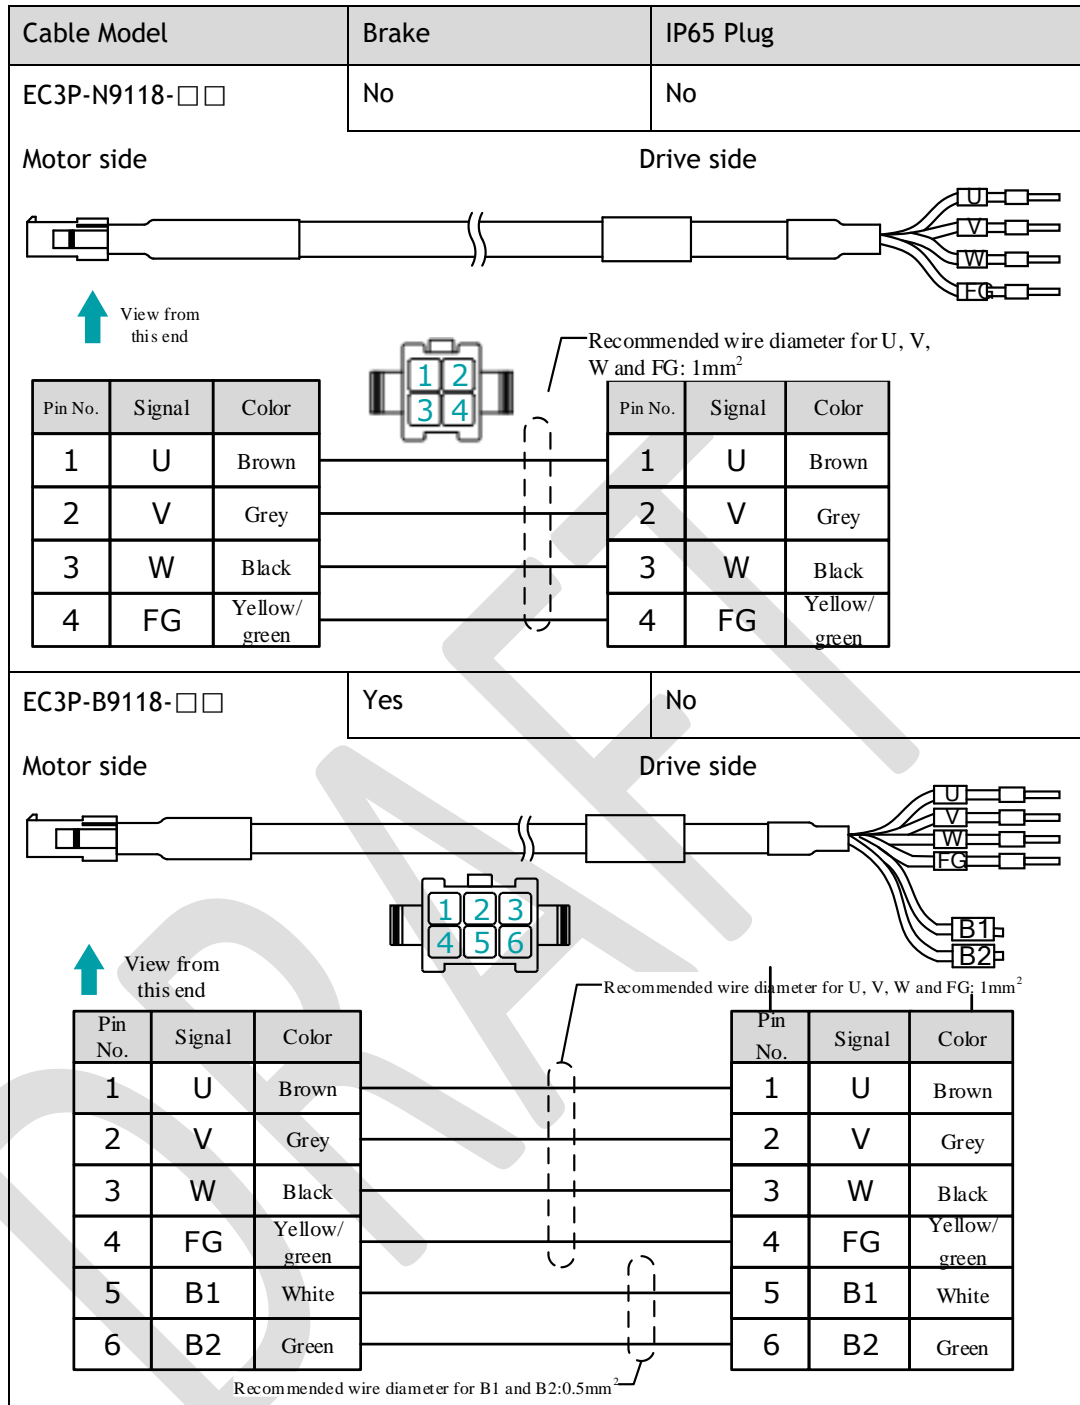 Cable Model Brake IP65 Plug
EC3P-N9118-□□ No No
Motor side Drive side
U
V
W
FG
View from
this end
Recommended wire diameter for U, V,
W and FG: 1mm²
1 2
3 4
Pin No. Signal Color Pin No. Signal Color
1 U Brown 1 U Brown
2 V Grey 2 V Grey
3 W Black 3 W Black
4 FG Yellow/ green 4 FG Yellow/ green
EC3P-B9118-□□ Yes No
Motor side Drive side
U
V
W
FG
B1
B2
1 2 3
4 5 6
View from
this end
Recommended wire diameter for U, V, W and FG: 1mm²
Pin No. Signal Color Pin No. Signal Color
1 U Brown 1 U Brown
2 V Grey 2 V Grey
3 W Black 3 W Black
4 FG Yellow/ green 4 FG Yellow/ green
5 B1 White 5 B1 White
6 B2 Green 6 B2 Green
Recommended wire diameter for B1 and B2:0.5mm²
DRAFT